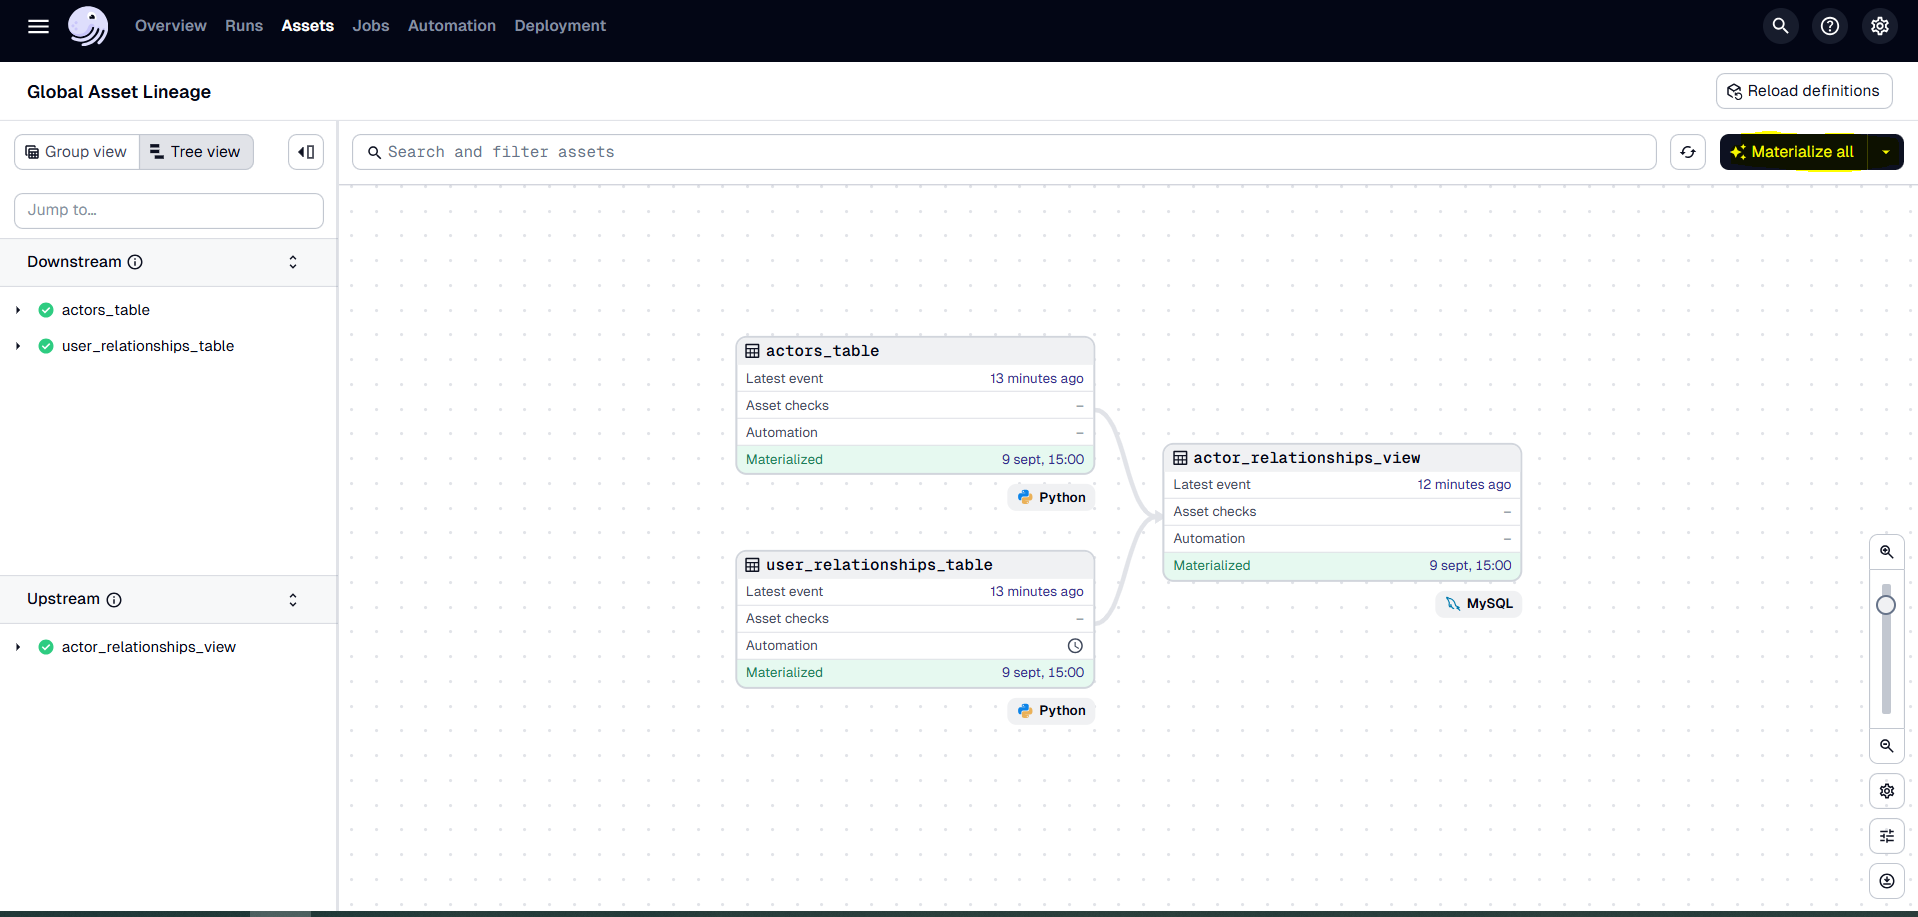 Overview Runs Assets Jobs Automation Deployment
Global Asset Lineage
Reload definitions
Group view
Tree view
Search and filter assets
Materialize all
Jump to…
Downstream
actors_table
user_relationships_table
Upstream
actor_relationships_view
actors_table
Latest event 13 minutes ago
Asset checks –
Automation –
Materialized 9 sept, 15:00
Python
user_relationships_table
Latest event 13 minutes ago
Asset checks –
Automation
Materialized 9 sept, 15:00
Python
actor_relationships_view
Latest event 12 minutes ago
Asset checks –
Automation –
Materialized 9 sept, 15:00
MySQL